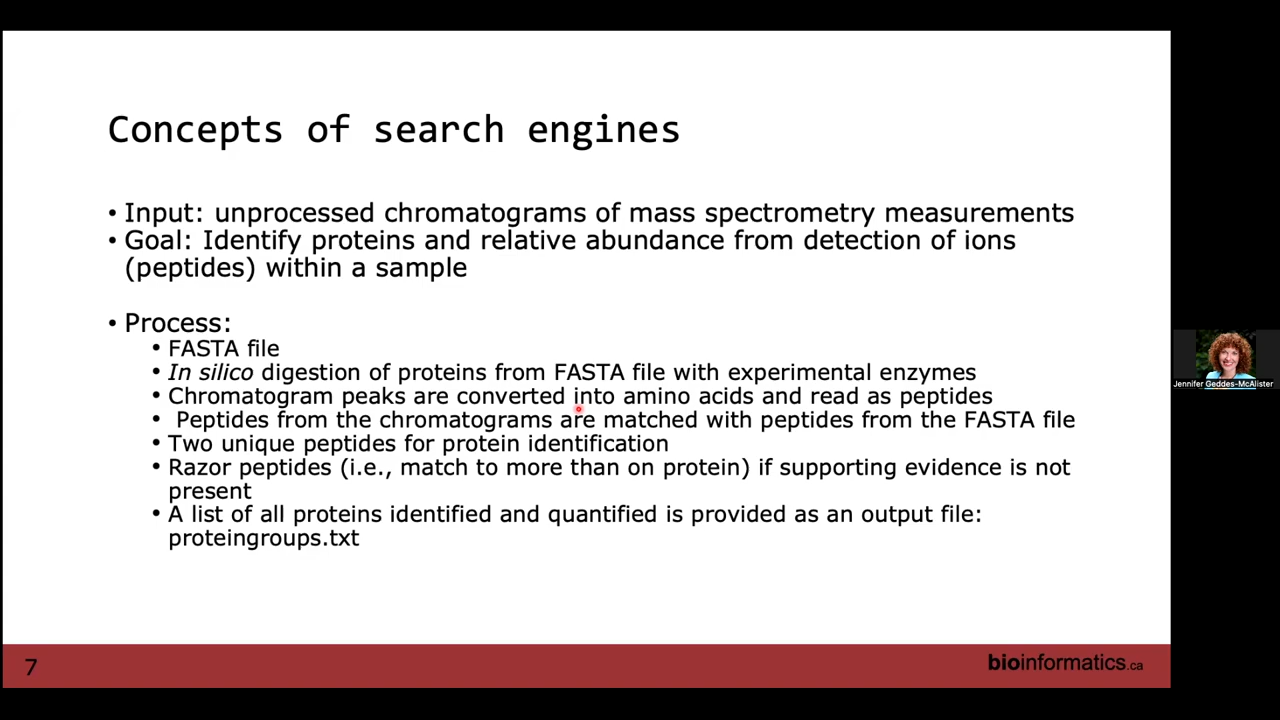 Concepts of search engines
• Input: unprocessed chromatograms of mass spectrometry measurements
• Goal: Identify proteins and relative abundance from detection of ions
(peptides) within a sample
• Process:
• FASTA file
• In silico digestion of proteins from FASTA file with experimental enzymes
• Chromatogram peaks are converted into amino acids and read as peptides
• Peptides from the chromatograms are matched with peptides from the FASTA file
• Two unique peptides for protein identification
• Razor peptides (i.e., match to more than on protein) if supporting evidence is not
present
• A list of all proteins identified and quantified is provided as an output file:
proteingroups.txt
Jennifer Geddes-McAlister
7
bioinformatics.ca